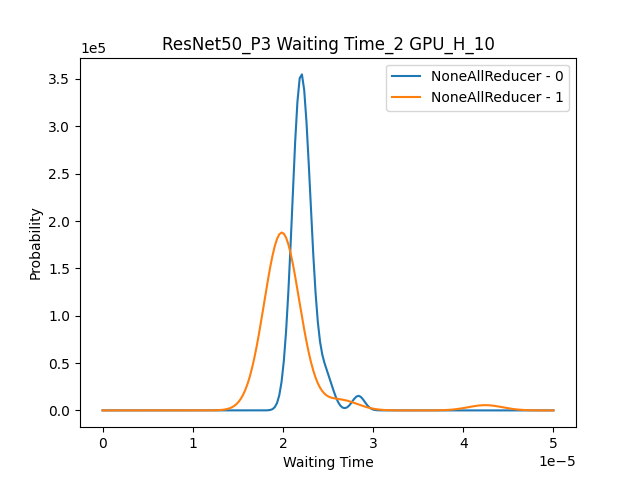 ResNet50_P3 Waiting Time_2 GPU_H_10
1e5
NoneAllReducer - 0
NoneAllReducer - 1
3.5
3.0
2.5
2.0
1.5
1.0
0.5
0.0
Probability
0 1 2 3 4 5
Waiting Time
1e−5